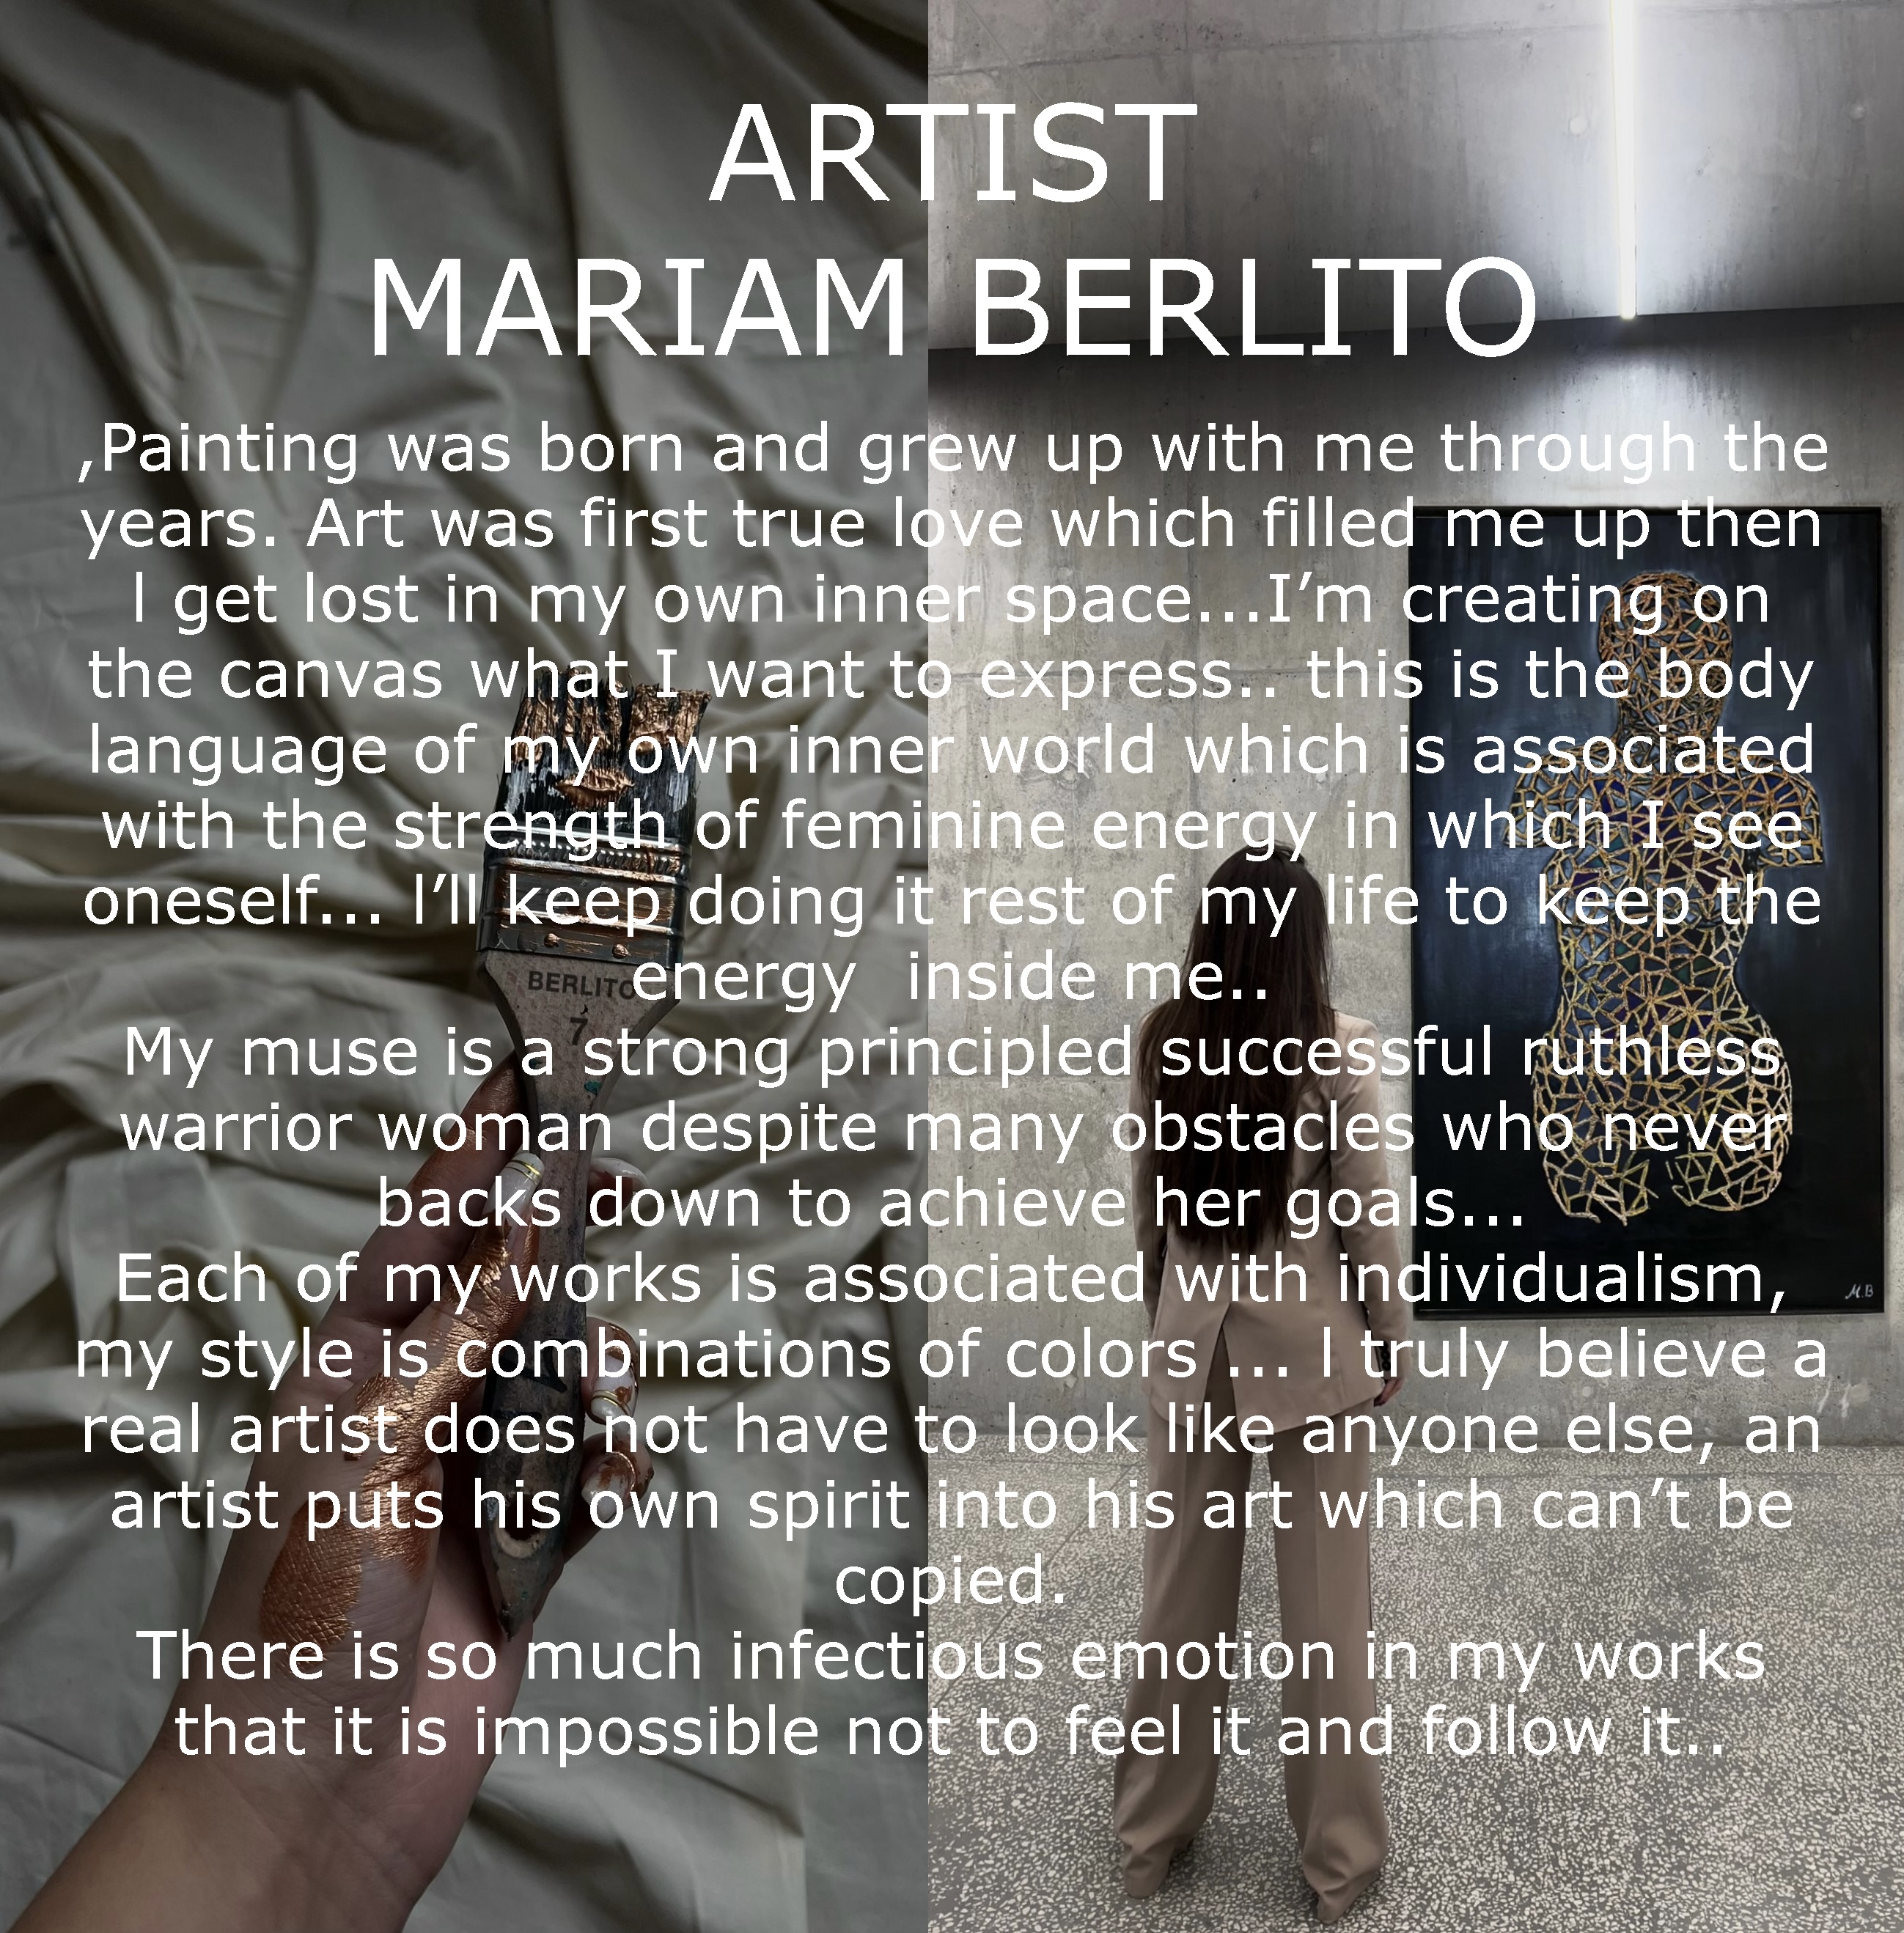 ARTIST
MARIAM BERLITO
,Painting was born and grew up with me through the
years. Art was first true love which filled me up then
I get lost in my own inner space...I’m creating on
the canvas what I want to express.. this is the body
language of my own inner world which is associated
with the strength of feminine energy in which I see
oneself... I’ll keep doing it rest of my life to keep the
energy  inside me..
My muse is a strong principled successful ruthless
warrior woman despite many obstacles who never
backs down to achieve her goals...
Each of my works is associated with individualism,
my style is combinations of colors ... I truly believe a
real artist does not have to look like anyone else, an
artist puts his own spirit into his art which can’t be
copied.
There is so much infectious emotion in my works
that it is impossible not to feel it and follow it..
BERLITO
7
M.B